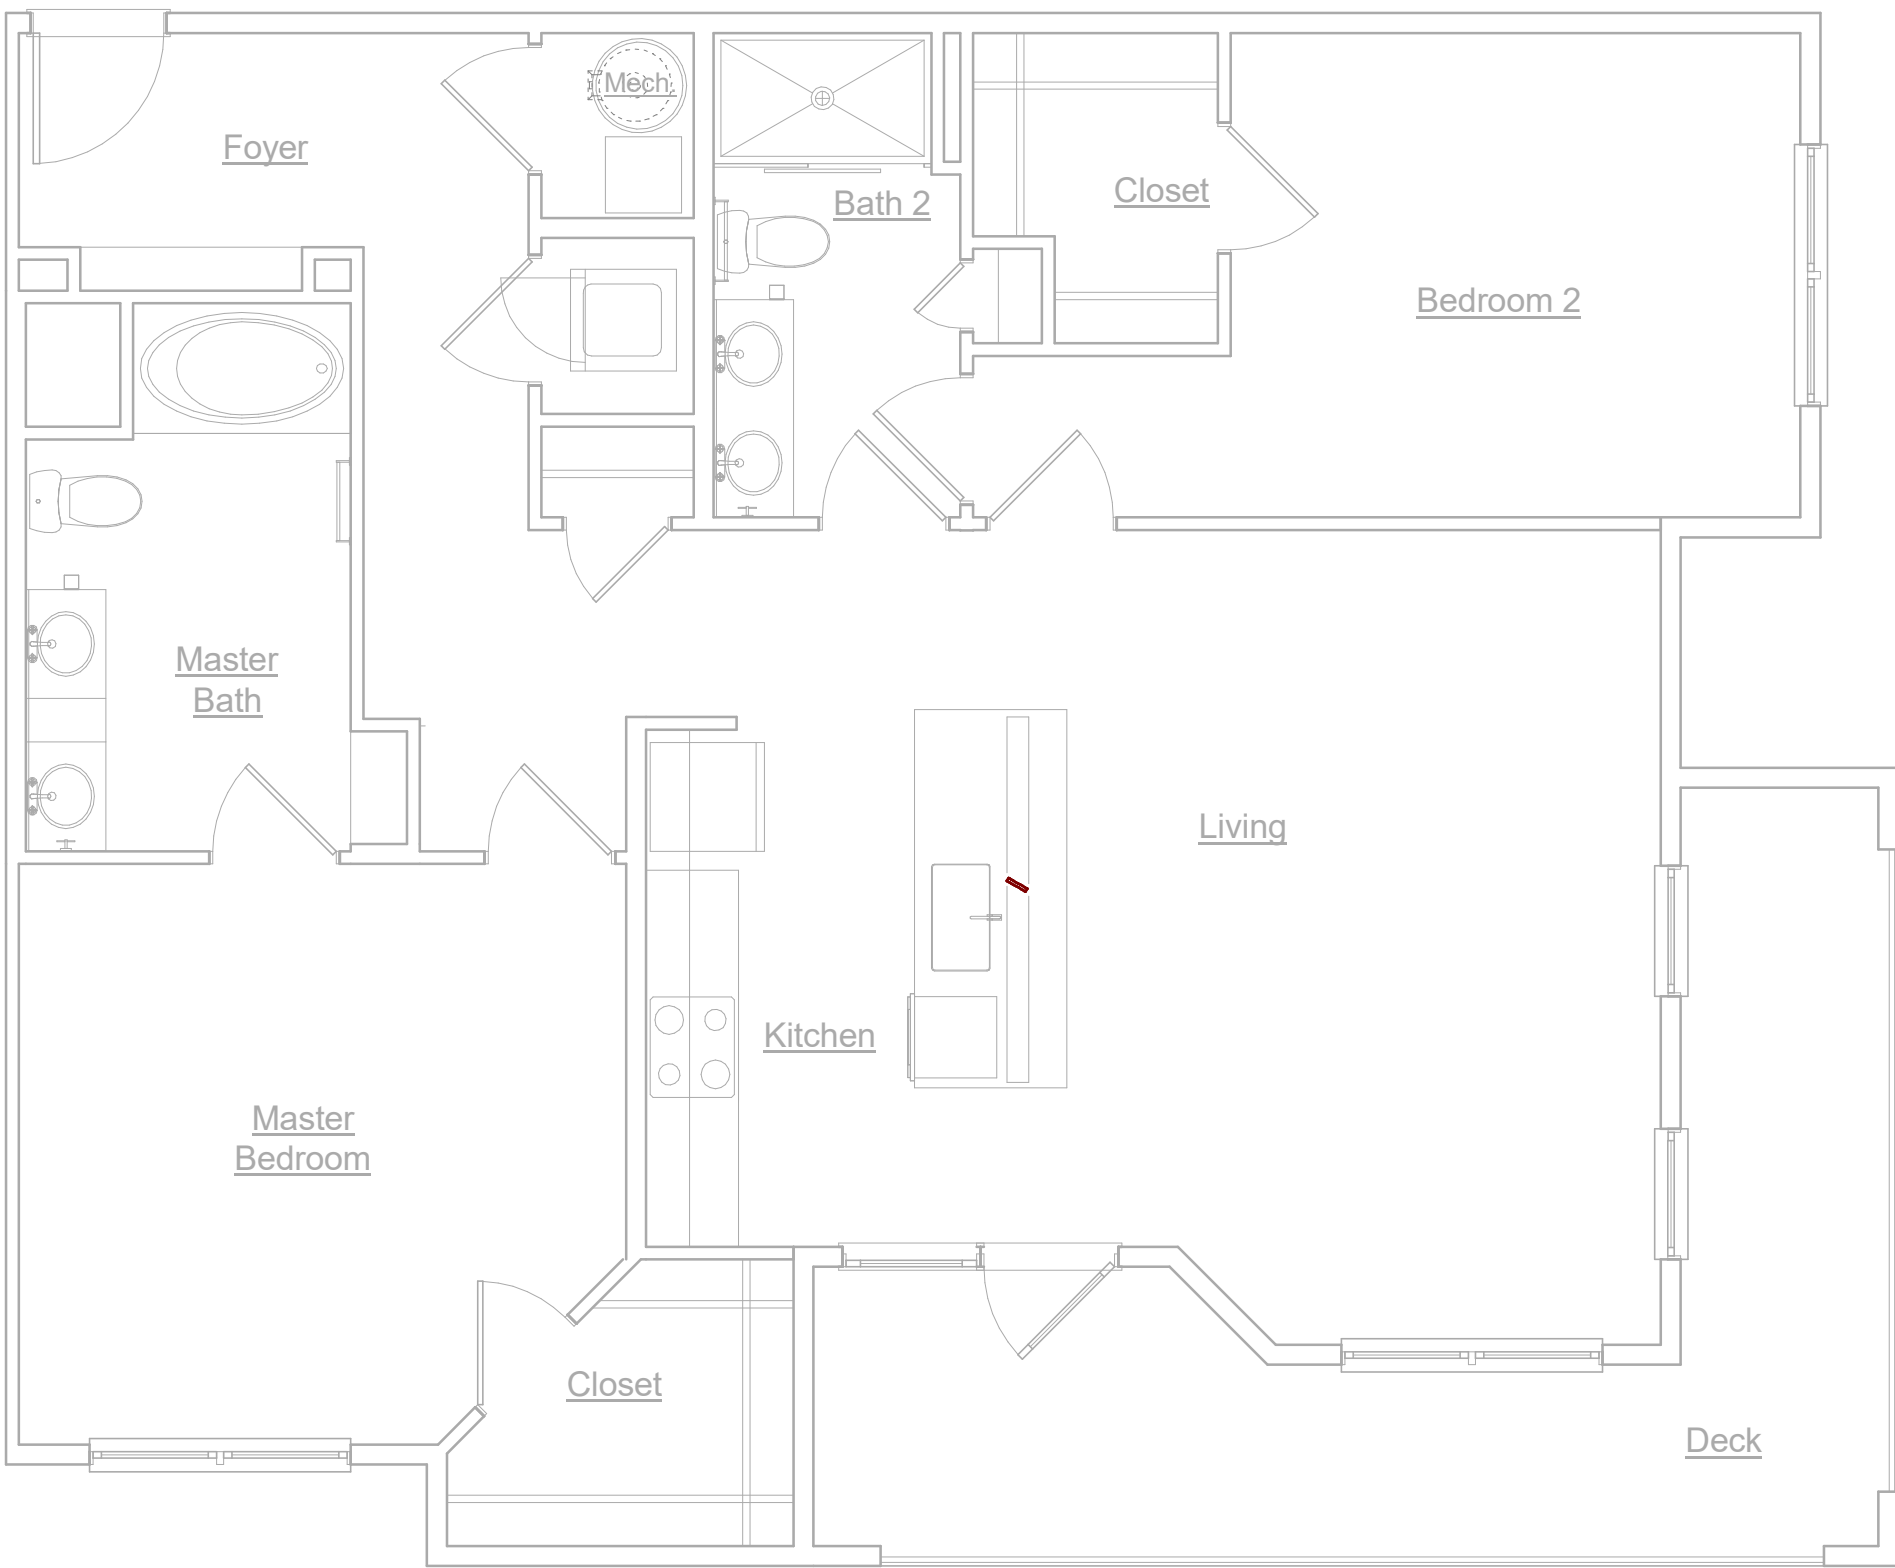 Mech.
Foyer
Closet
Bath 2
Bedroom 2
Master
Bath
Living
Kitchen
Master
Bedroom
Closet
Deck